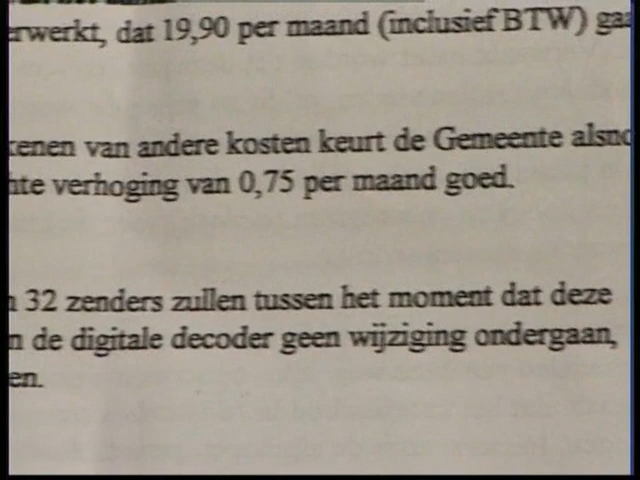 erwerkt, dat 19,90 per maand (inclusief BTW) gaa
kenen van andere kosten keurt de Gemeente alsno
hte verhoging van 0,75 per maand goed.
n 32 zenders zullen tussen het moment dat deze
n de digitale decoder geen wijziging ondergaan,
en.